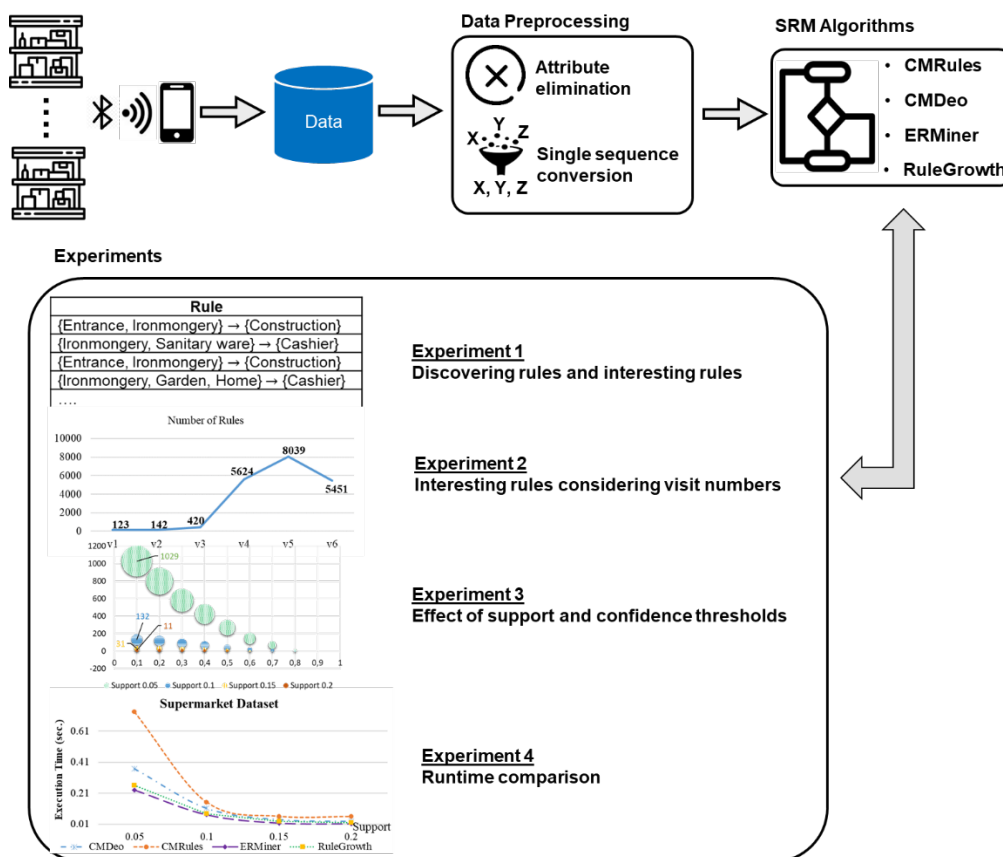 Data Preprocessing
SRM Algorithms
Data
Attribute
elimination
X Y Z
Single sequence
conversion
X, Y, Z
• CMRules
• CMDeo
• ERMiner
• RuleGrowth
Experiments
Rule
{Entrance, Ironmongery} → {Construction}
{Ironmongery, Sanitary ware} → {Cashier}
{Entrance, Ironmongery} → {Construction}
{Ironmongery, Garden, Home} → {Cashier}
….
Experiment 1
Discovering rules and interesting rules
Number of Rules
10000
8000
6000
4000
2000
0
123 142 420 5624 8039 5451
v1 v2 v3 v4 v5 v6
Experiment 2
Interesting rules considering visit numbers
1200
1000
800
600
400
200
0
-200
1029
132
11
51
0 0,1 0,2 0,3 0,4 0,5 0,6 0,7 0,8 0,9 1
Support 0.05 Support 0.1 Support 0.15 Support 0.2
Experiment 3
Effect of support and confidence thresholds
Supermarket Dataset
Execution Time (sec.)
0.61
0.41
0.21
0.01
Support
0.05 0.1 0.15 0.2
CMDeo CMRules ERMiner RuleGrowth
Experiment 4
Runtime comparison